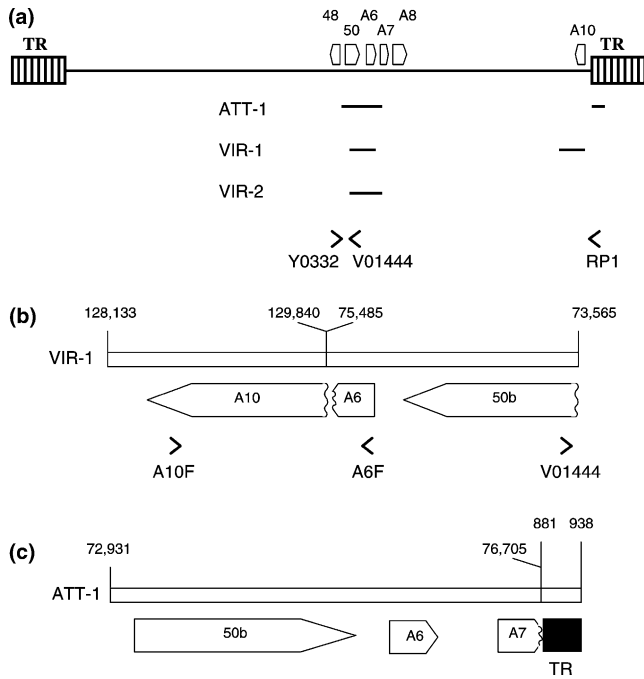 (a)
48 A6 A8
50 A7 A10
TR TR
ATT-1
VIR-1
VIR-2
Y0332 V01444 RP1
(b)
128,133 129,840 75,485 73,565
VIR-1
A10 A6 50b
A10F A6F V01444
(c)
881 938
72,931 76,705
ATT-1
50b A6 A7
TR